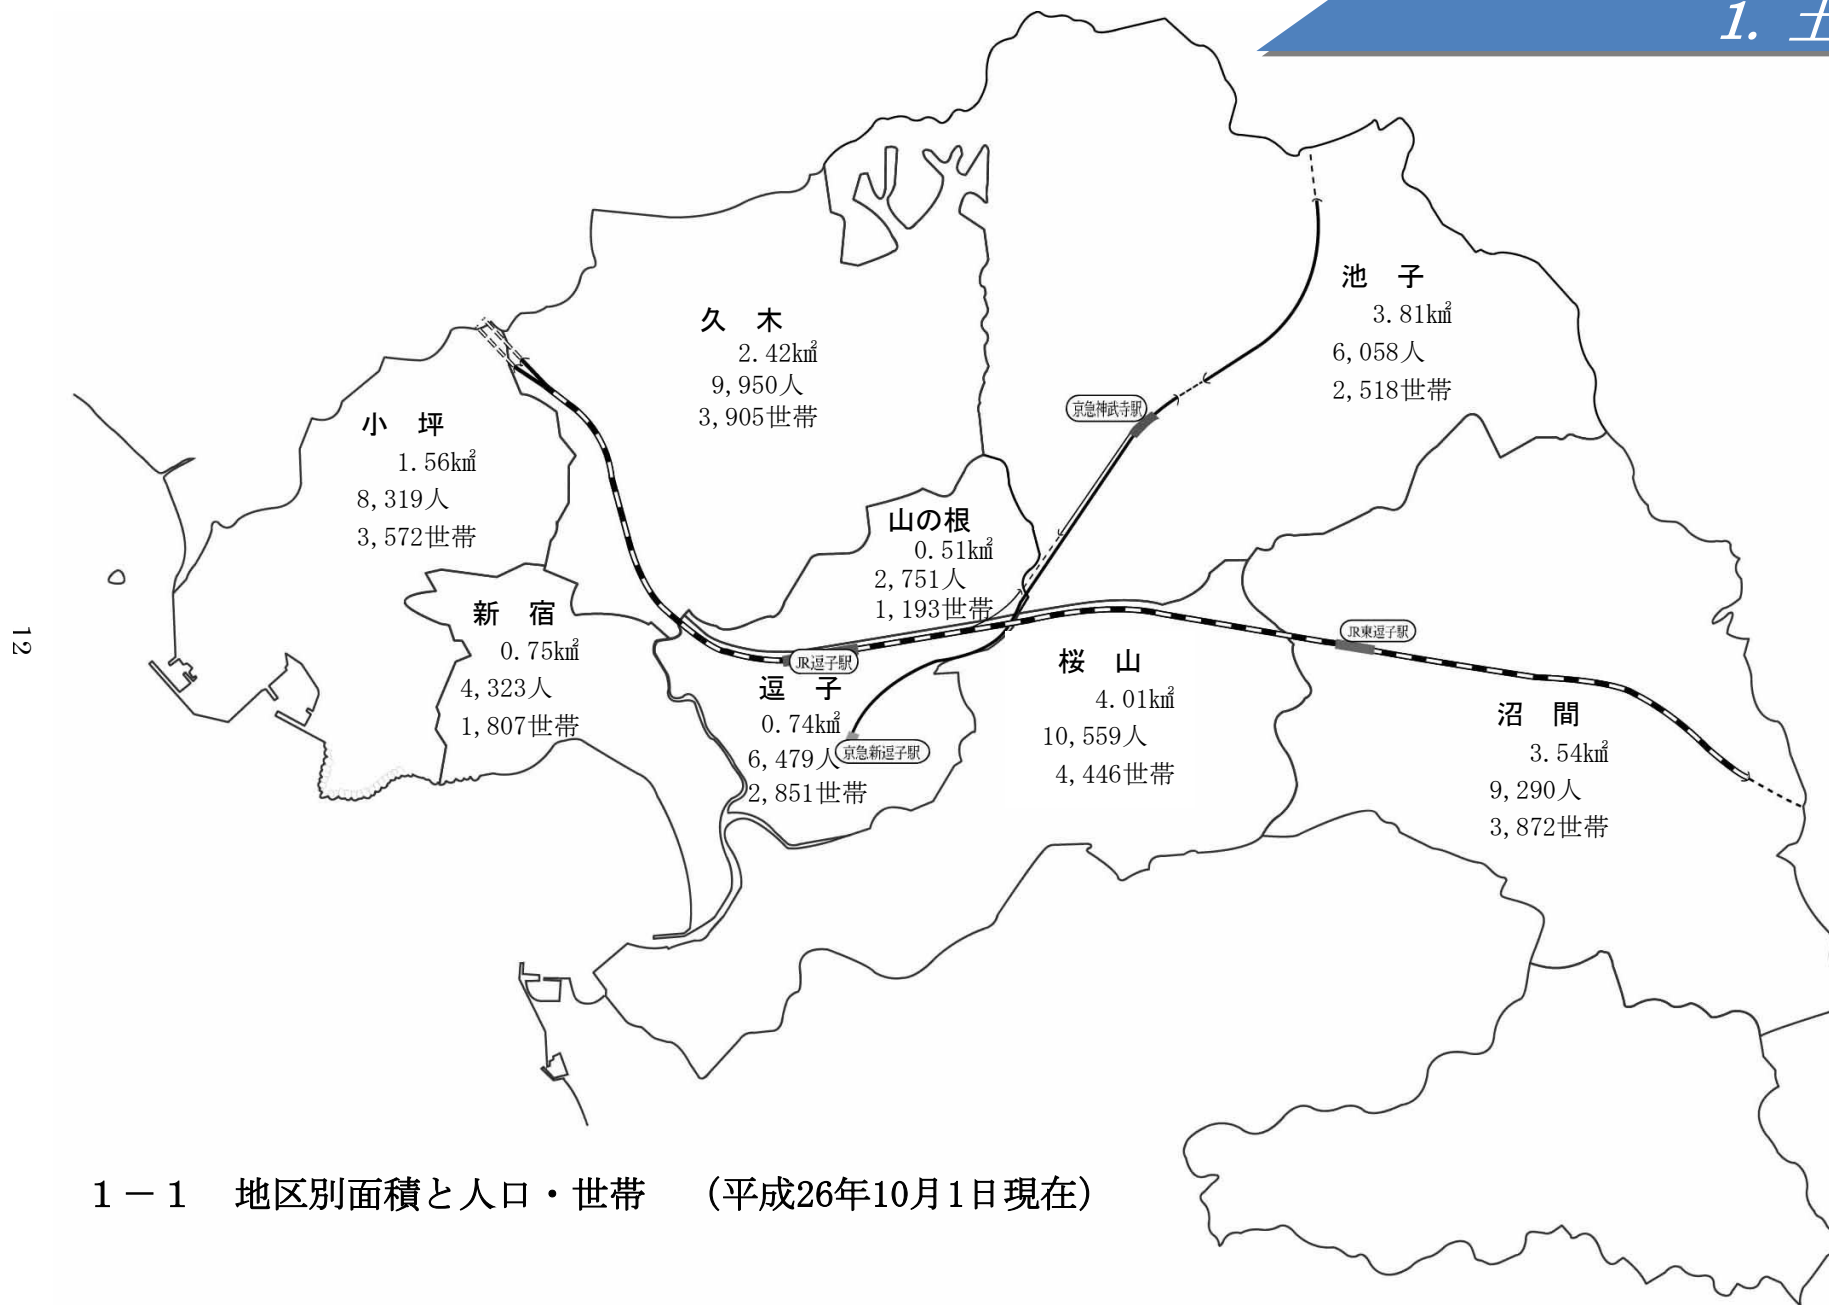 1. 土
池　子
3.81㎢
6,058人
2,518世帯
久　木
2.42㎢
9,950人
3,905世帯
京急神武寺駅
小　坪
1.56㎢
8,319人
3,572世帯
山の根
0.51㎢
2,751人
1,193世帯
新　宿
0.75㎢
4,323人
1,807世帯
JR逗子駅
JR東逗子駅
逗　子
0.74㎢
6,479人
2,851世帯
京急新逗子駅
桜　山
4.01㎢
10,559人
4,446世帯
沼　間
3.54㎢
9,290人
3,872世帯
12
１－１　地区別面積と人口・世帯　（平成26年10月1日現在）